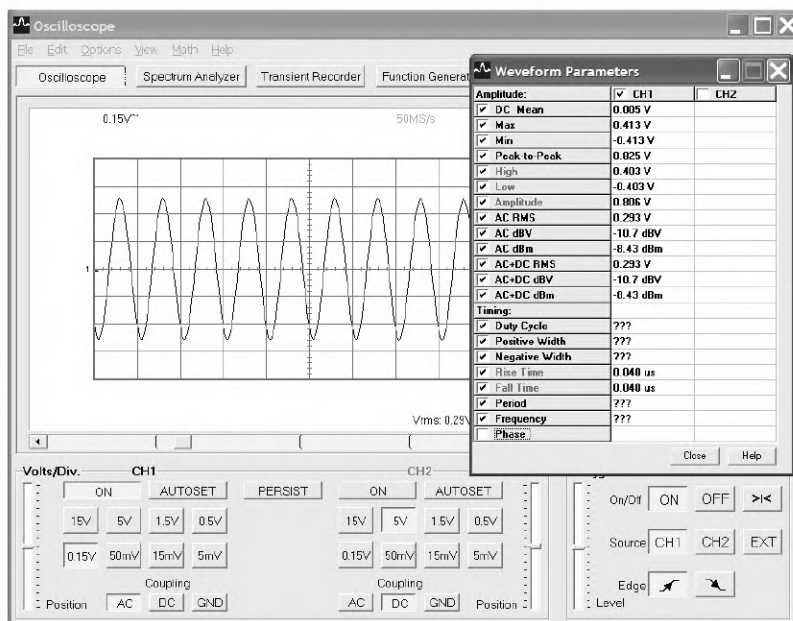 Oscilloscope
File Edit Options View Math Help
Oscilloscope Spectrum Analyzer Transient Recorder Function Generat
0.15V~ 50MS/s
1
Vrms: 0.29V
Waveform Parameters
Amplitude: CH1 CH2
DC Mean 0.005 V
Max 0.413 V
Min -0.413 V
Peak-to-Peak 0.825 V
High 0.403 V
Low -0.403 V
Amplitude 0.806 V
AC RMS 0.293 V
AC dBV -10.7 dBV
AC dBm -8.43 dBm
AC+DC RMS 0.293 V
AC+DC dBV -10.7 dBV
AC+DC dBm -8.43 dBm
Timing:
Duty Cycle ???
Positive Width ???
Negative Width ???
Rise Time 0.040 us
Fall Time 0.040 us
Period ???
Frequency ???
Phase
Close Help
Volts/Div. CH1 CH2
ON AUTOSET PERSIST ON AUTOSET
15V 5V 1.5V 0.5V 15V 5V 1.5V 0.5V
0.15V 50mV 15mV 5mV 0.15V 50mV 15mV 5mV
Coupling Coupling
Position AC DC GND AC DC GND Position
On/Off ON OFF >I<
Source CH1 CH2 EXT
Edge
Level